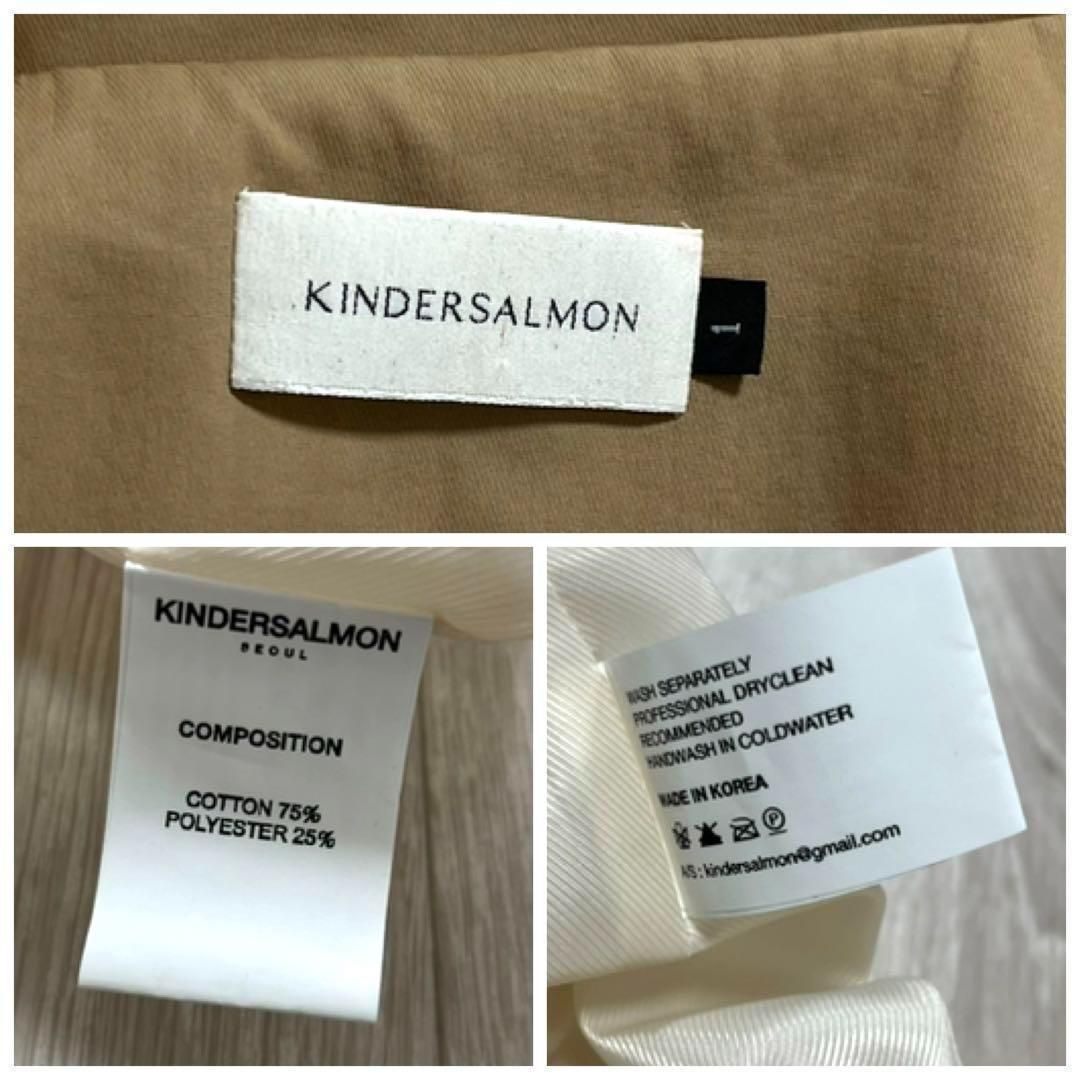 KINDERSALMON
1
KINDERSALMON
SEOUL
COMPOSITION
COTTON 75%
POLYESTER 25%
WASH SEPARATELY
PROFESSIONAL DRYCLEAN
RECOMMENDED
HANDWASH IN COLDWATER
MADE IN KOREA
P
A/S : kindersalmon@gmail.com